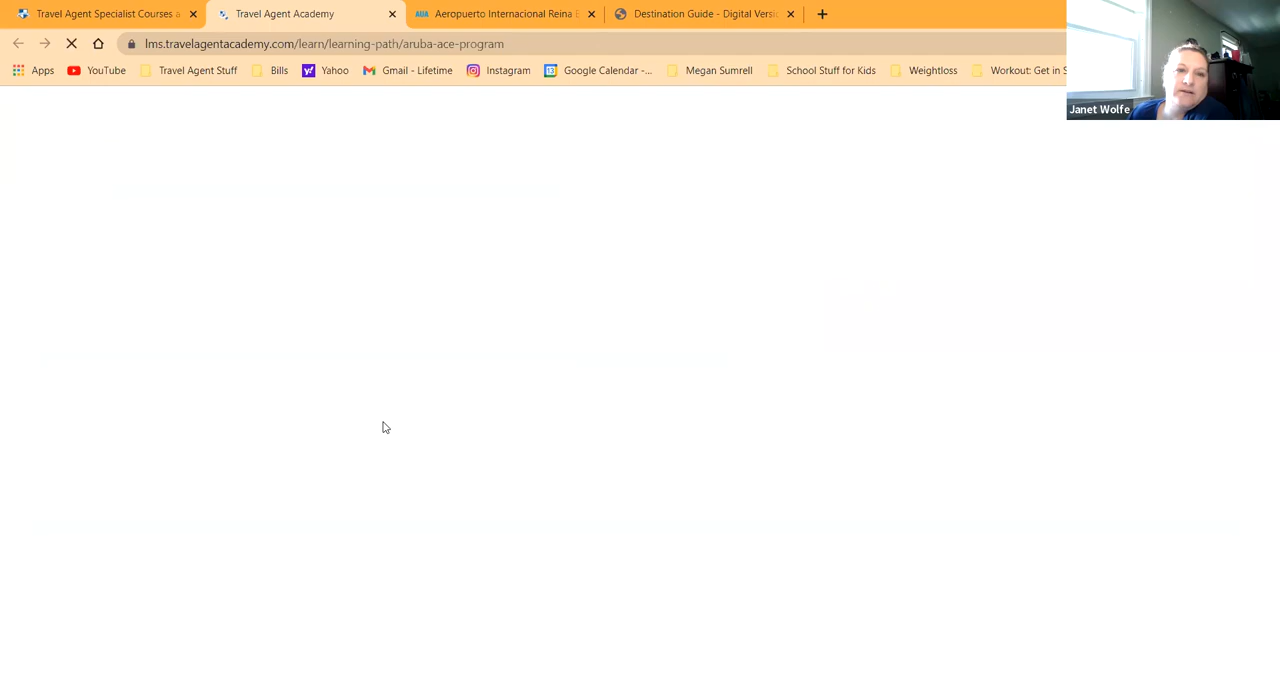 Travel Agent Specialist Courses a
Travel Agent Academy
AUA Aeropuerto Internacional Reina B
Destination Guide - Digital Versi
lms.travelagentacademy.com/learn/learning-path/aruba-ace-program
Apps YouTube Travel Agent Stuff Bills Yahoo Gmail - Lifetime Instagram 13 Google Calendar -... Megan Sumrell School Stuff for Kids Weightloss Workout: Get in S
Janet Wolfe